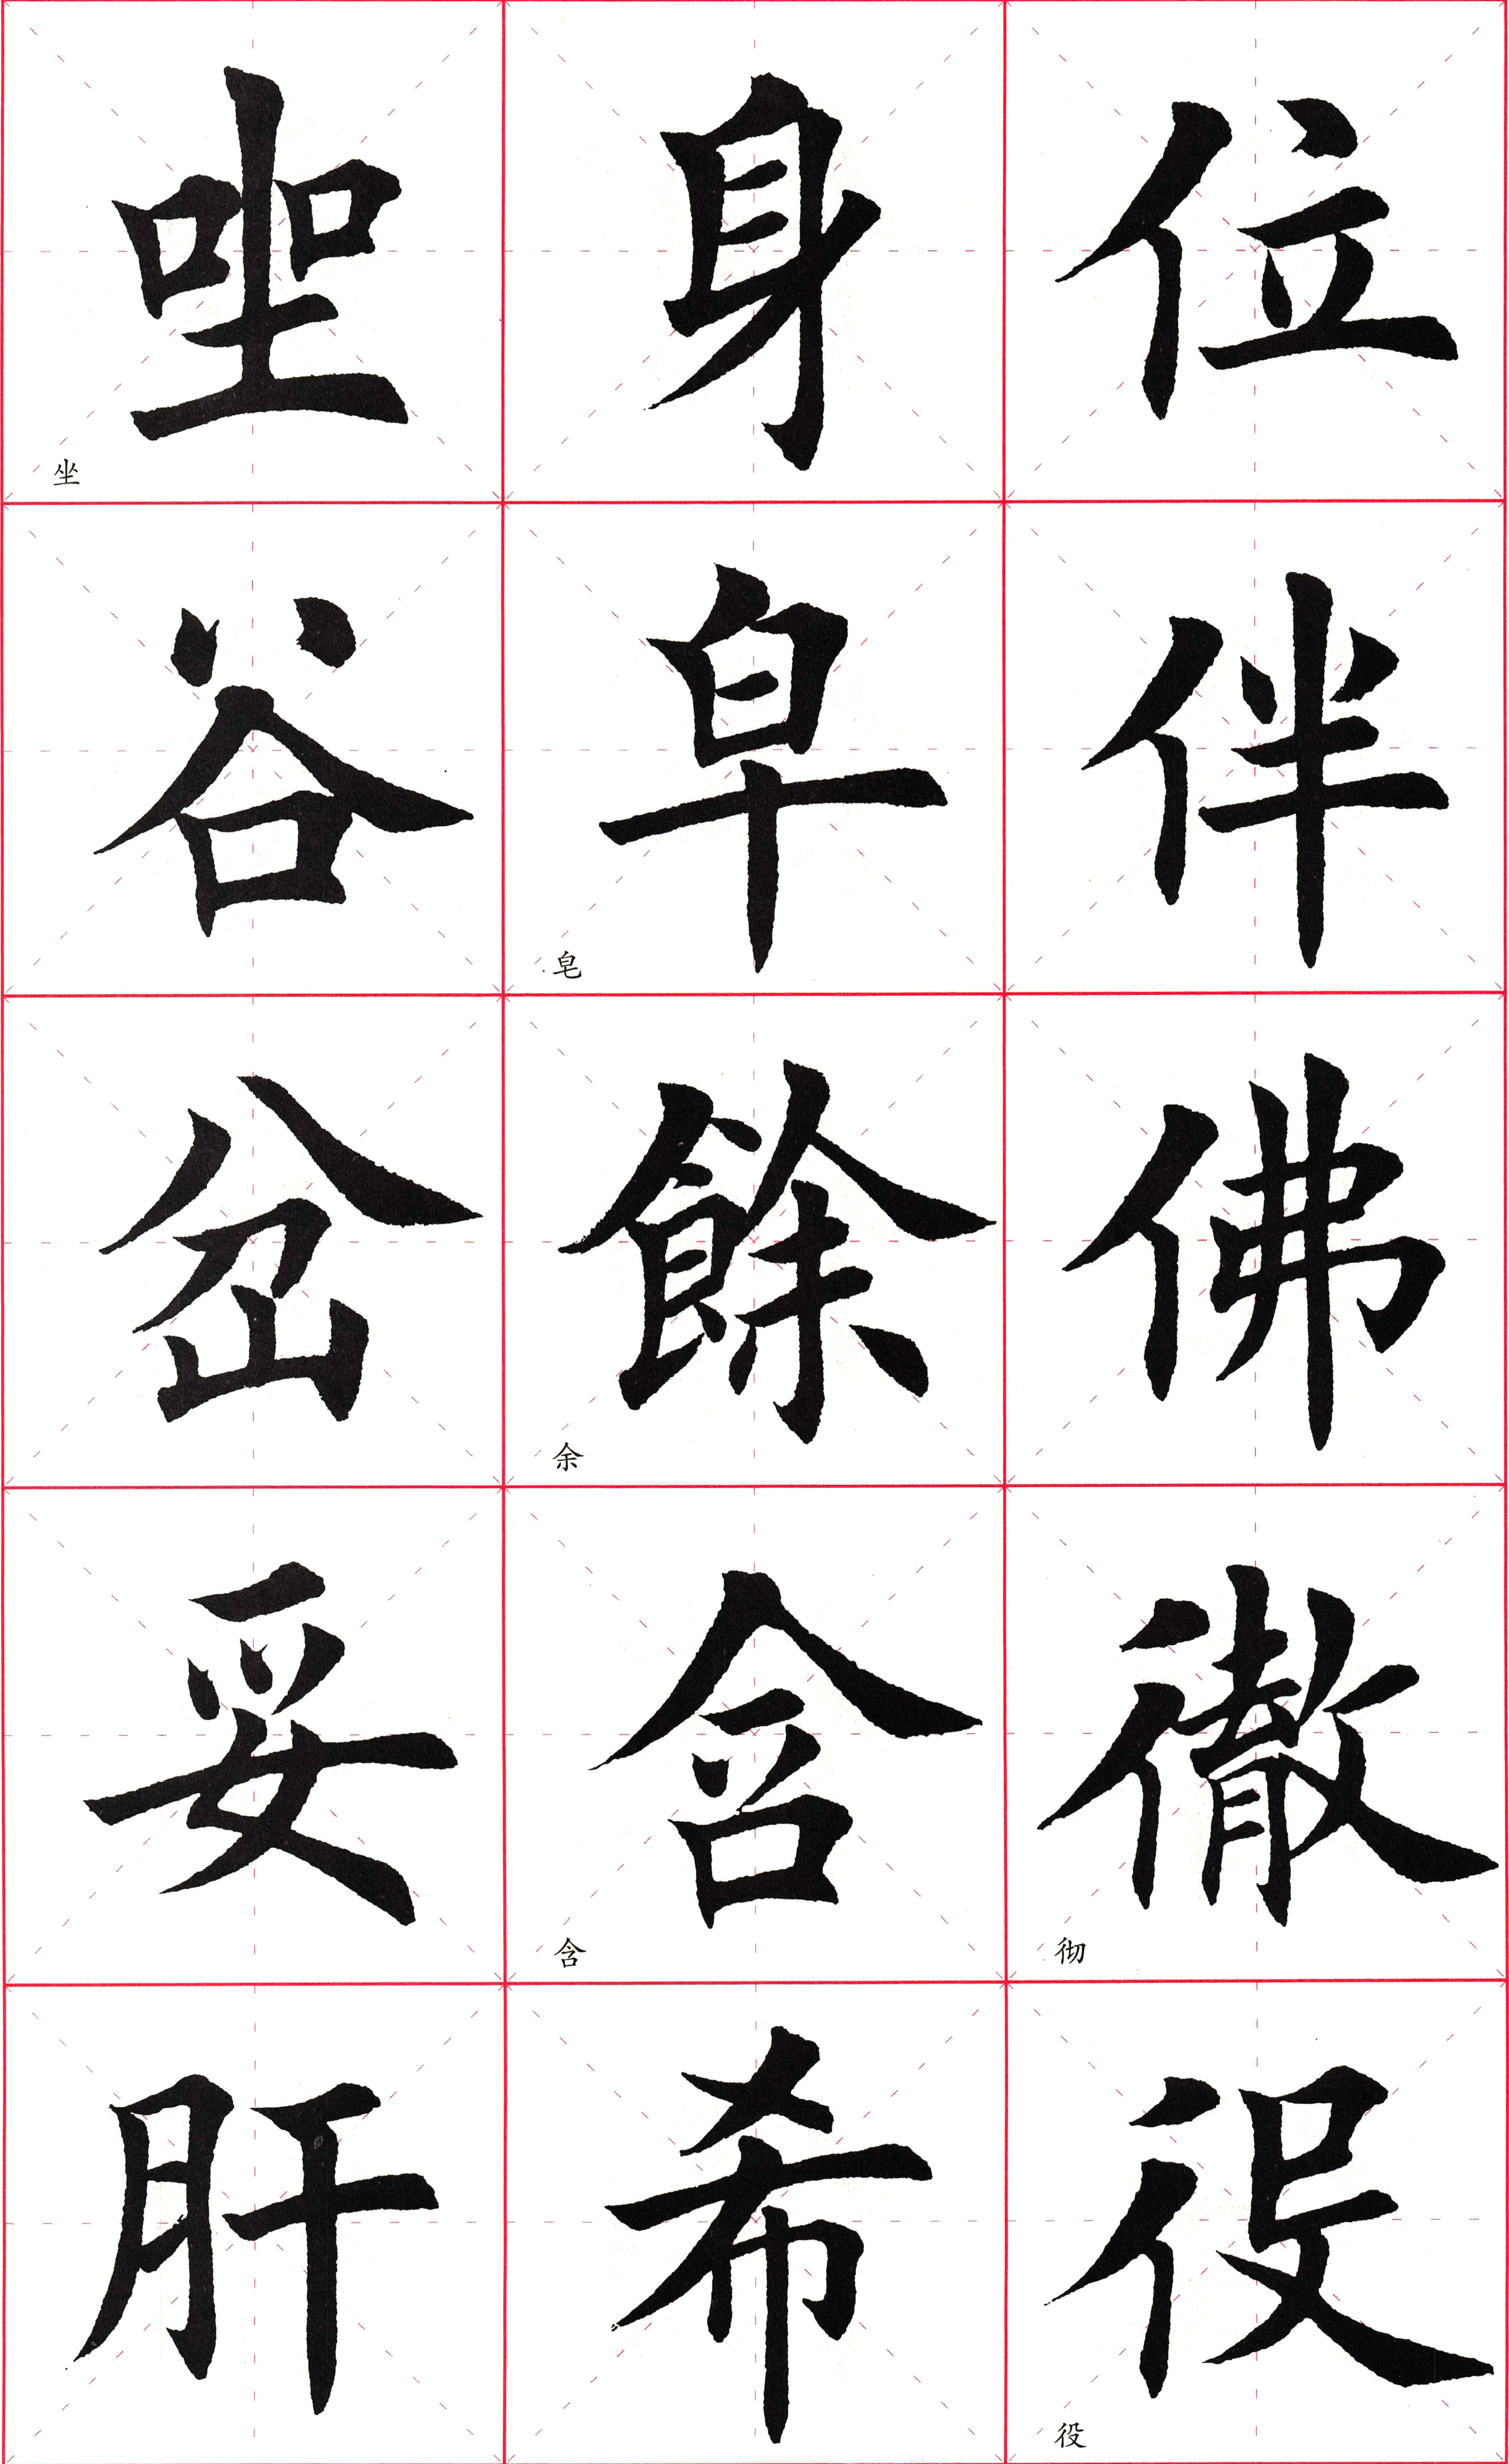 位
伴
佛
徹
彻
役
役
身
皁
皂
餘
余
含
含
希
㘸
坐
谷
岔
妥
肝